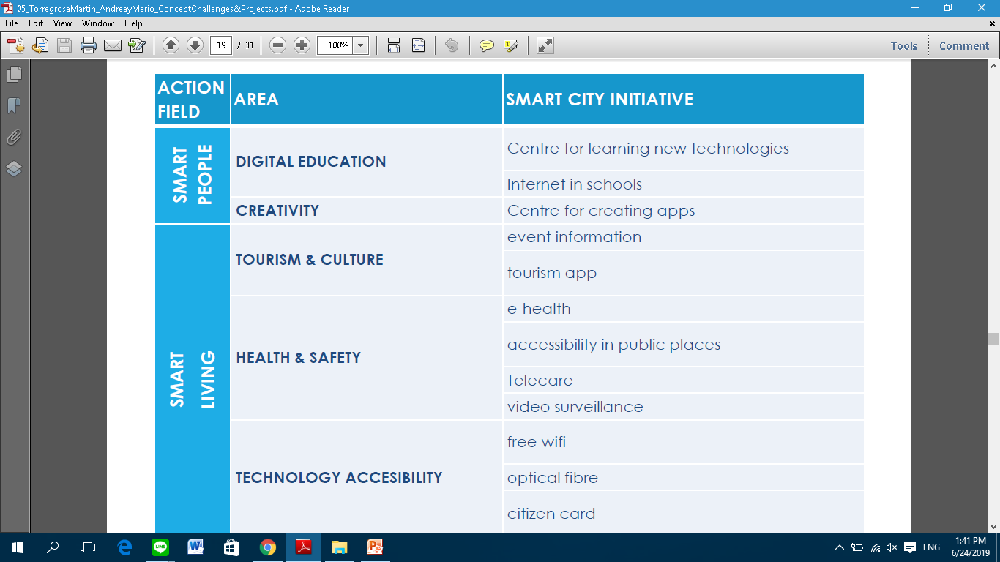 05_TorregrosaMartin_AndreayMario_ConceptChallenges&Projects.pdf - Adobe Reader
File Edit View Window Help
19 / 31 100% Tools Comment
ACTION FIELD
AREA
SMART CITY INITIATIVE
SMART PEOPLE
DIGITAL EDUCATION
Centre for learning new technologies
Internet in schools
CREATIVITY
Centre for creating apps
SMART LIVING
TOURISM & CULTURE
event information
tourism app
HEALTH & SAFETY
e-health
accessibility in public places
Telecare
video surveillance
TECHNOLOGY ACCESIBILITY
free wifi
optical fibre
citizen card
LINE
ENG
1:41 PM
6/24/2019